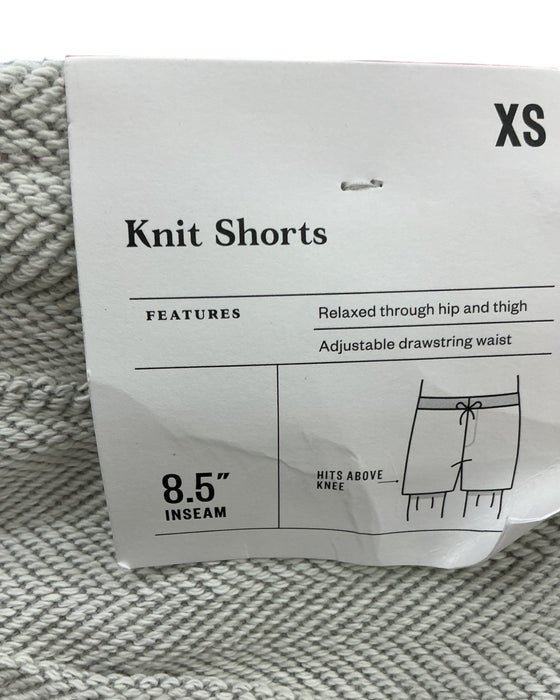 XS
Knit Shorts
FEATURES
Relaxed through hip and thigh
Adjustable drawstring waist
8.5″
INSEAM
HITS ABOVE
KNEE